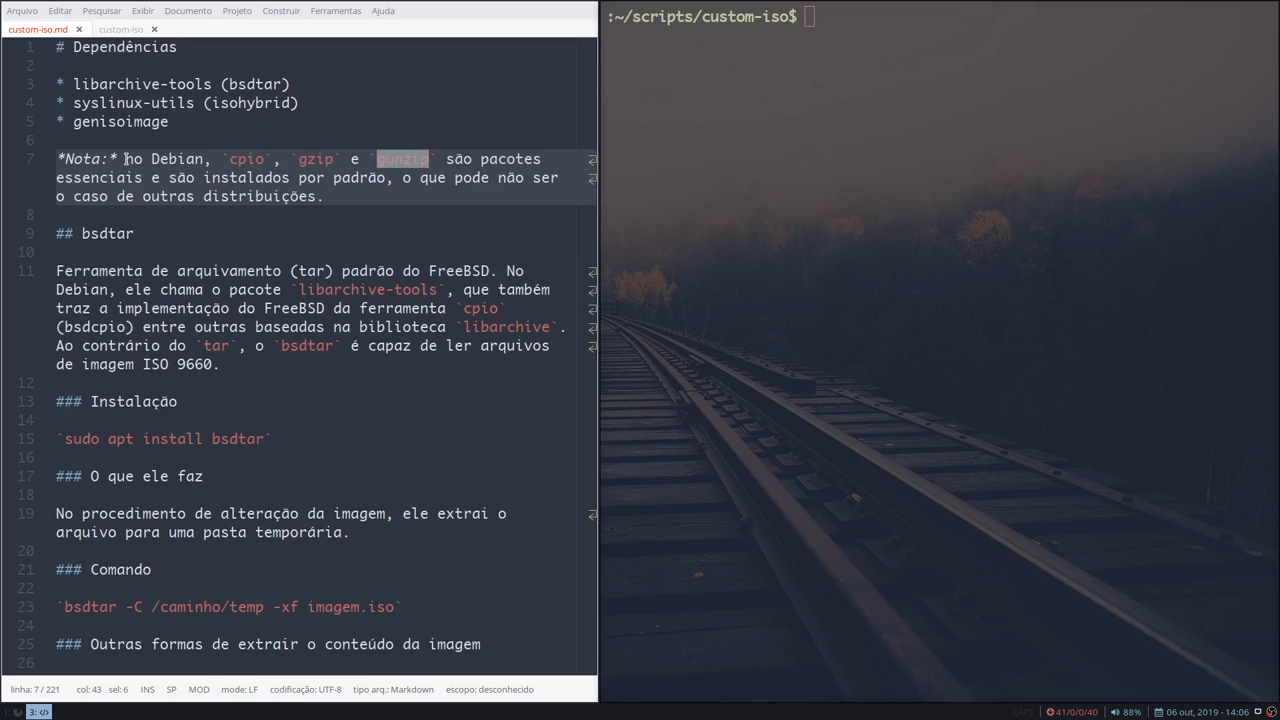 Arquivo Editar Pesquisar Exibir Documento Projeto Construir Ferramentas Ajuda
custom-iso.md custom-iso
1 # Dependências
2
3 * libarchive-tools (bsdtar)
4 * syslinux-utils (isohybrid)
5 * genisoimage
6
7 *Nota:* no Debian, `cpio`, `gzip` e `gunzip` são pacotes
essenciais e são instalados por padrão, o que pode não ser
o caso de outras distribuições.
8
9 ## bsdtar
10
11 Ferramenta de arquivamento (tar) padrão do FreeBSD. No
Debian, ele chama o pacote `libarchive-tools`, que também
traz a implementação do FreeBSD da ferramenta `cpio`
(bsdcpio) entre outras baseadas na biblioteca `libarchive`.
Ao contrário do `tar`, o `bsdtar` é capaz de ler arquivos
de imagem ISO 9660.
12
13 ### Instalação
14
15 `sudo apt install bsdtar`
16
17 ### O que ele faz
18
19 No procedimento de alteração da imagem, ele extrai o
arquivo para uma pasta temporária.
20
21 ### Comando
22
23 `bsdtar -C /caminho/temp -xf imagem.iso`
24
25 ### Outras formas de extrair o conteúdo da imagem
26
linha: 7 / 221 col: 43 sel: 6 INS SP MOD mode: LF codificação: UTF-8 tipo arq.: Markdown escopo: desconhecido
:~/scripts/custom-iso$
1: 3: </> CAPS 41/0/0/40 88% 06 out, 2019 - 14:06